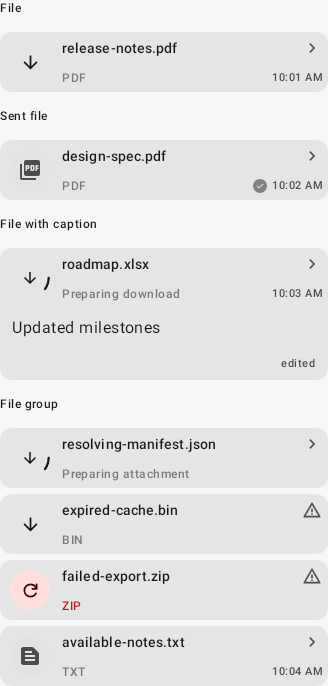 File
release-notes.pdf
PDF
10:01 AM
Sent file
PDF
design-spec.pdf
PDF
10:02 AM
File with caption
roadmap.xlsx
Preparing download
10:03 AM
Updated milestones
edited
File group
resolving-manifest.json
Preparing attachment
expired-cache.bin
BIN
failed-export.zip
ZIP
available-notes.txt
TXT
10:04 AM